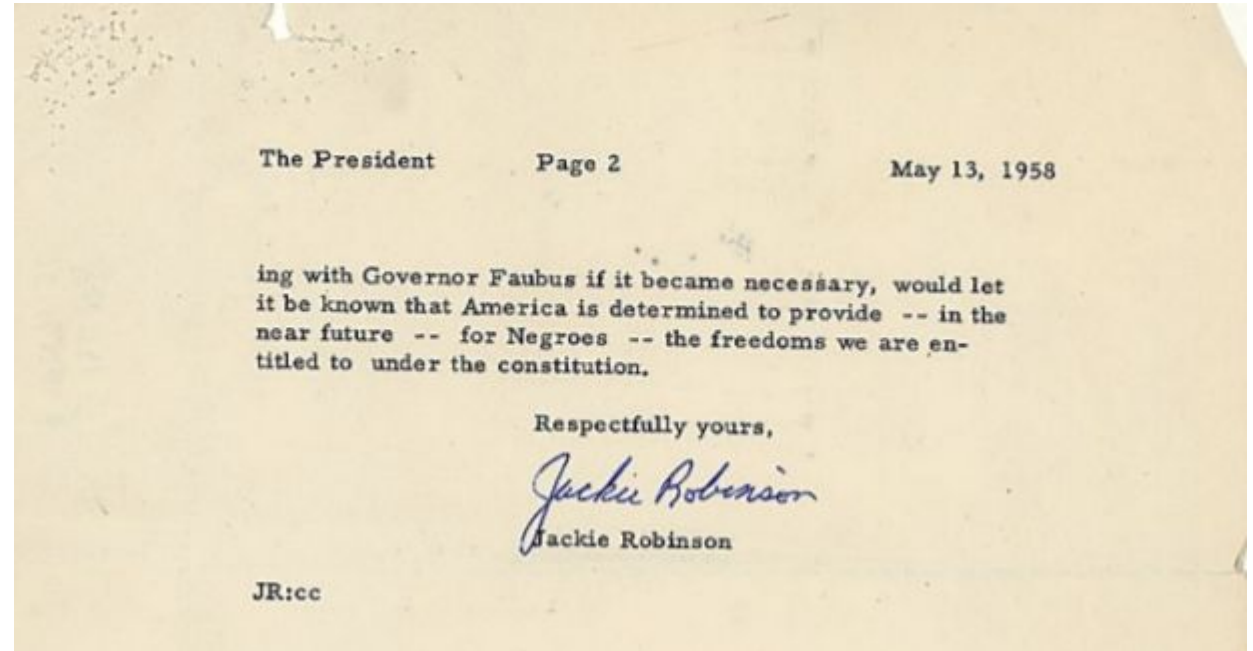 The President Page 2 May 13, 1958
ing with Governor Faubus if it became necessary, would let
it be known that America is determined to provide -- in the
near future -- for Negroes -- the freedoms we are en-
titled to under the constitution.
Respectfully yours,
Jackie Robinson
Jackie Robinson
JR:cc